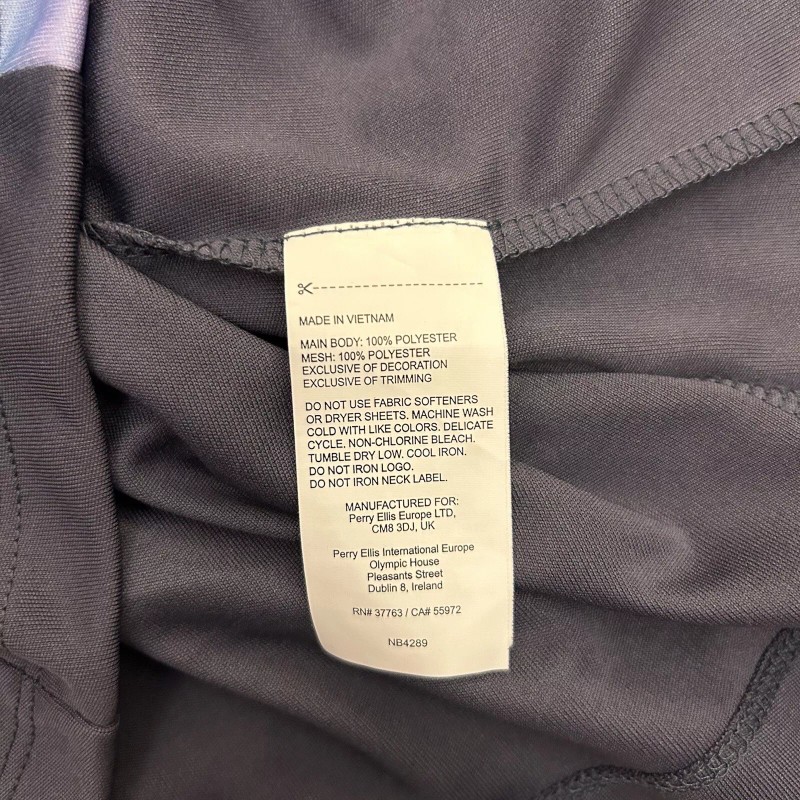 MADE IN VIETNAM
MAIN BODY: 100% POLYESTER
MESH: 100% POLYESTER
EXCLUSIVE OF DECORATION
EXCLUSIVE OF TRIMMING
DO NOT USE FABRIC SOFTENERS
OR DRYER SHEETS. MACHINE WASH
COLD WITH LIKE COLORS. DELICATE
CYCLE. NON-CHLORINE BLEACH.
TUMBLE DRY LOW. COOL IRON.
DO NOT IRON LOGO.
DO NOT IRON NECK LABEL.
MANUFACTURED FOR:
Perry Ellis Europe LTD,
CM8 3DJ, UK
Perry Ellis International Europe
Olympic House
Pleasants Street
Dublin 8, Ireland
RN# 37763 / CA# 55972
NB4289